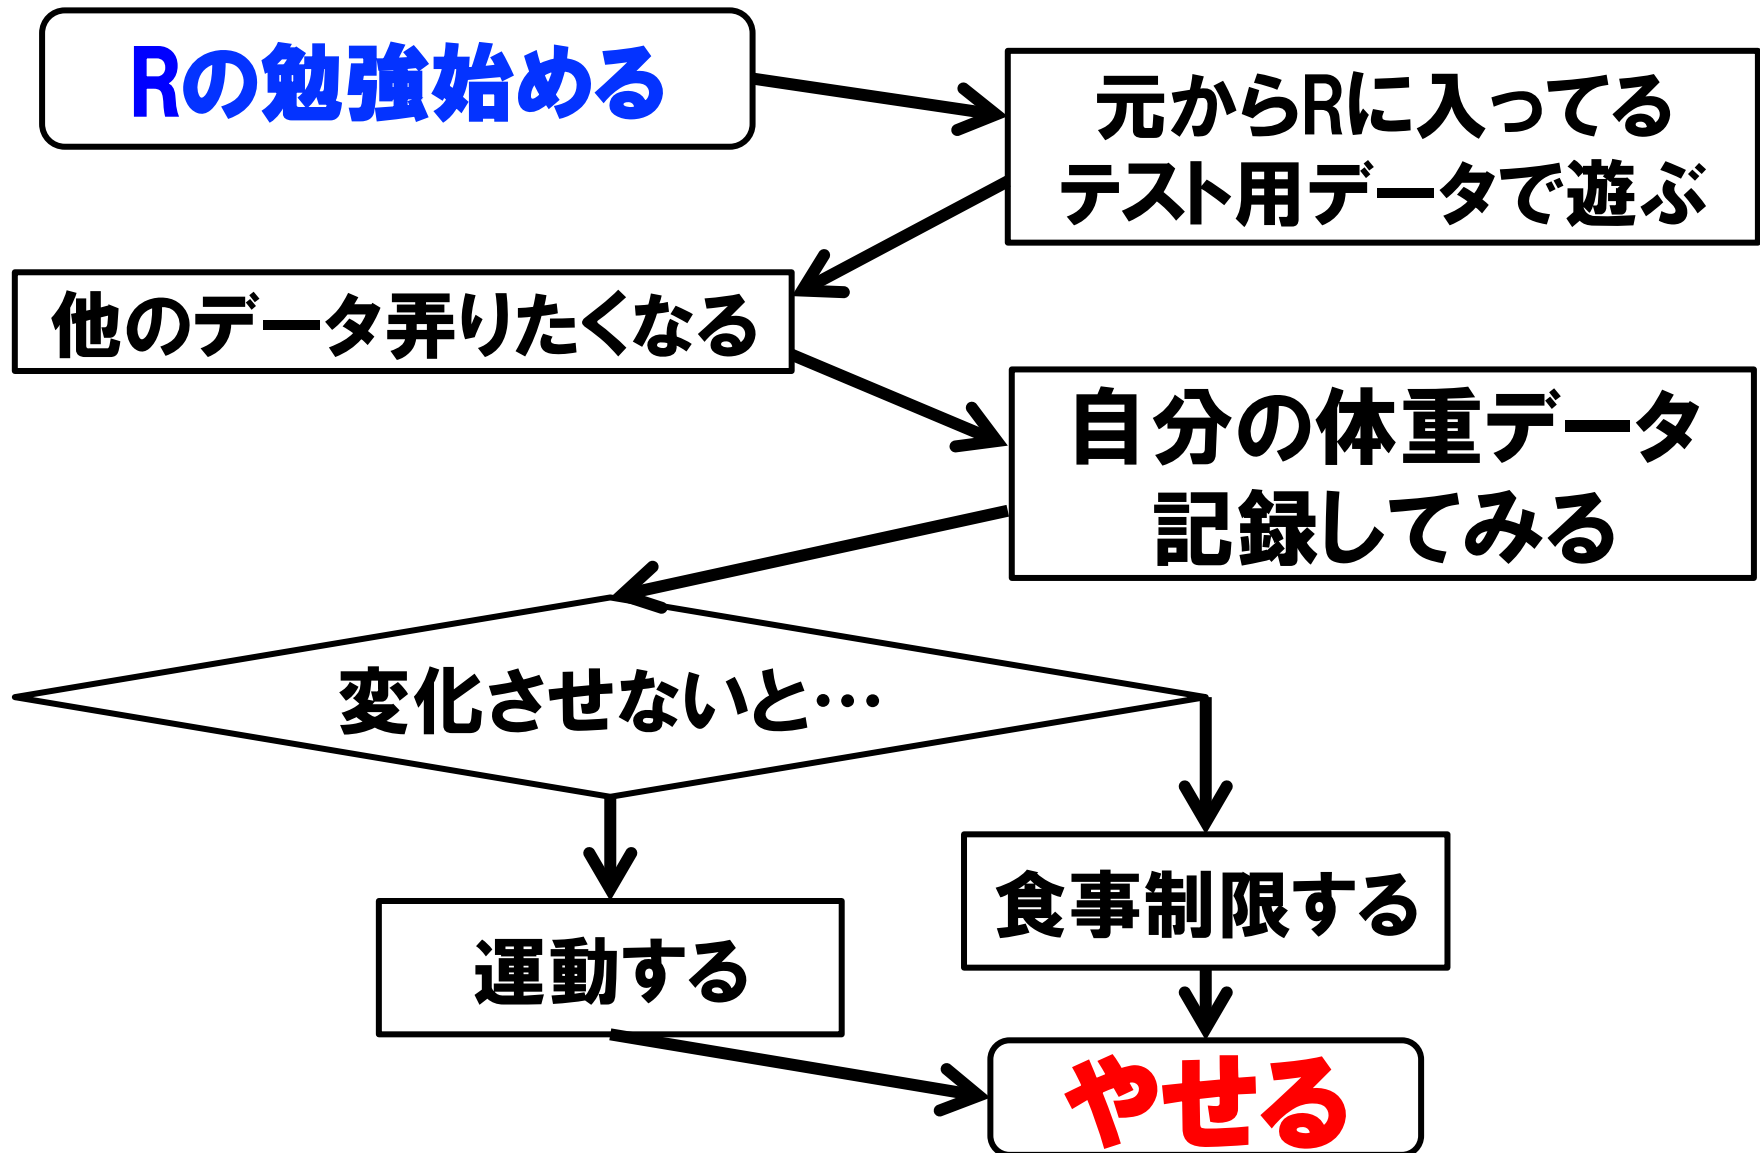 Rの勉強始める
元からRに入ってる
テスト用データで遊ぶ
他のデータ弄りたくなる
自分の体重データ
記録してみる
変化させないと…
食事制限する
運動する
やせる